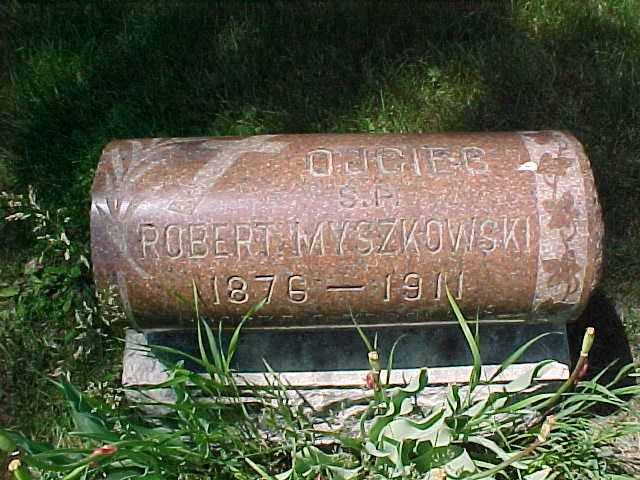 OJCIEC
S.P.
ROBERT MYSZKOWSKI
1876 — 1911